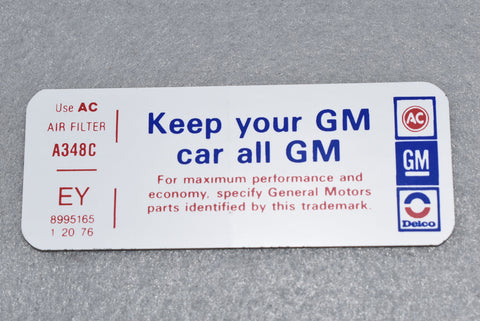 Use AC
AIR FILTER
A348C
EY
8995165
1 20 76
Keep your GM
car all GM
For maximum performance and
economy, specify General Motors
parts identified by this trademark.
AC
GM
Delco